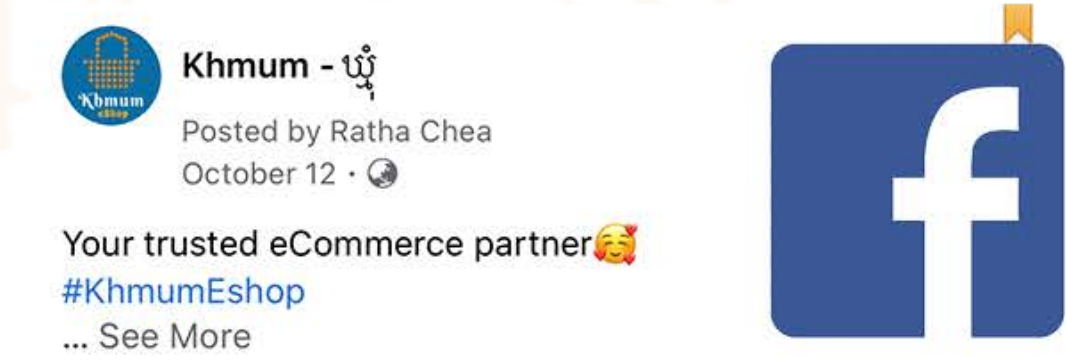 Khmum
eShop
Khmum - ឃ្មុំ
Posted by Ratha Chea
October 12 ·
Your trusted eCommerce partner🥰
#KhmumEshop
... See More